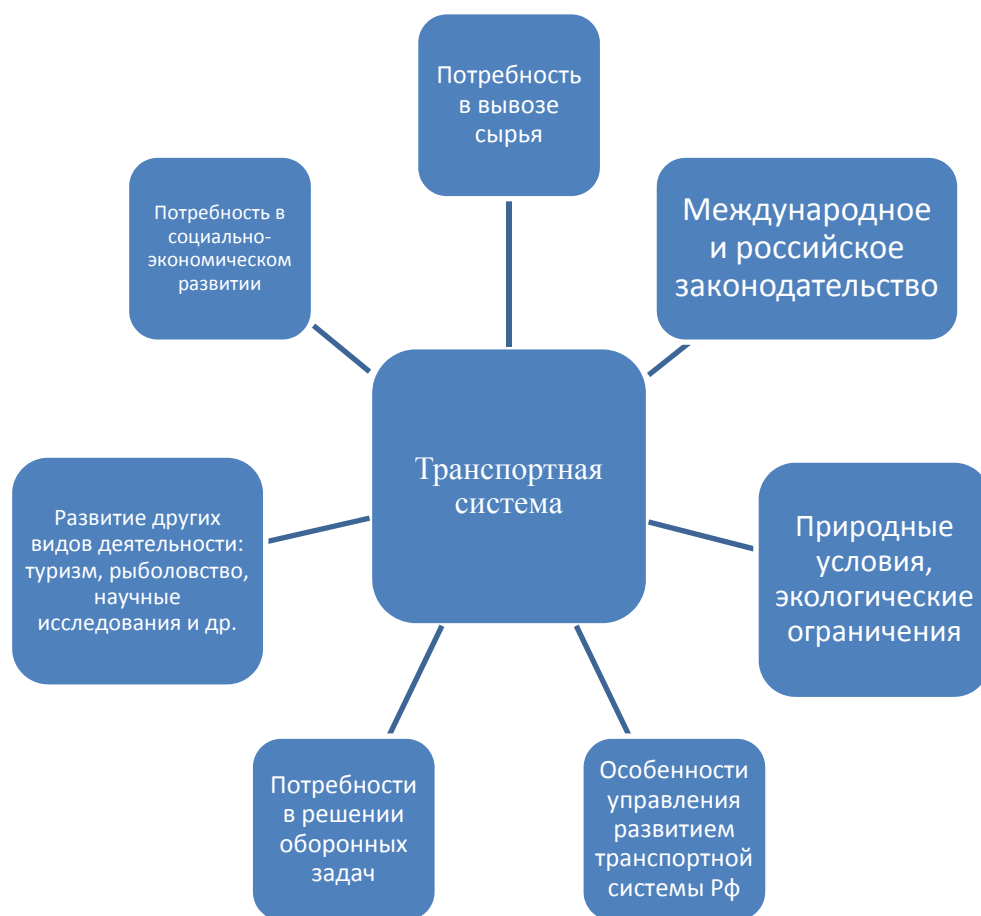 Потребность
в вывозе
сырья
Международное
и российское
законодательство
Природные
условия,
экологические
ограничения
Особенности
управления
развитием
транспортной
системы Рф
Потребности
в решении
оборонных
задач
Развитие других
видов деятельности:
туризм, рыболовство,
научные
исследования и др.
Потребность в
социально-
экономическом
развитии
Транспортная
система